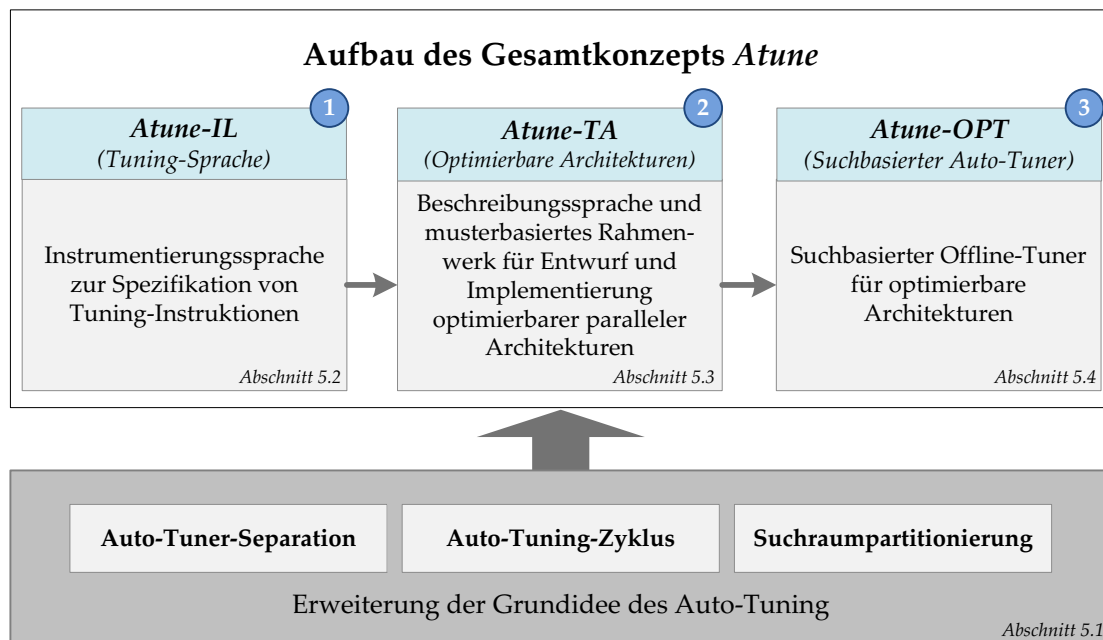 Aufbau des Gesamtkonzepts Atune
1
Atune-IL
(Tuning-Sprache)
Instrumentierungssprache
zur Spezifikation von
Tuning-Instruktionen
Abschnitt 5.2
2
Atune-TA
(Optimierbare Architekturen)
Beschreibungssprache und
musterbasiertes Rahmen-
werk für Entwurf und
Implementierung
optimierbarer paralleler
Architekturen
Abschnitt 5.3
3
Atune-OPT
(Suchbasierter Auto-Tuner)
Suchbasierter Offline-Tuner
für optimierbare
Architekturen
Abschnitt 5.4
Auto-Tuner-Separation
Auto-Tuning-Zyklus
Suchraumpartitionierung
Erweiterung der Grundidee des Auto-Tuning
Abschnitt 5.1